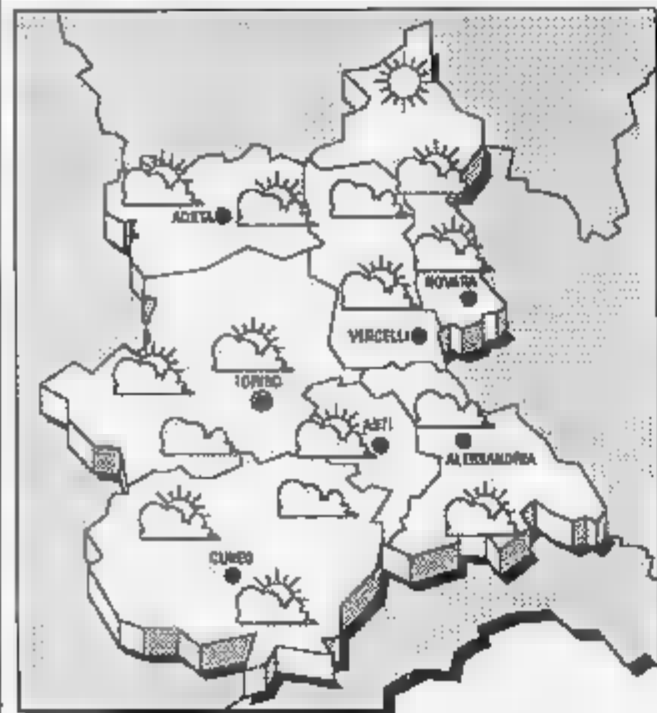 AOSTA
NOVARA
VERCELLI
TORINO
ASTI
ALESSANDRIA
CUNEO